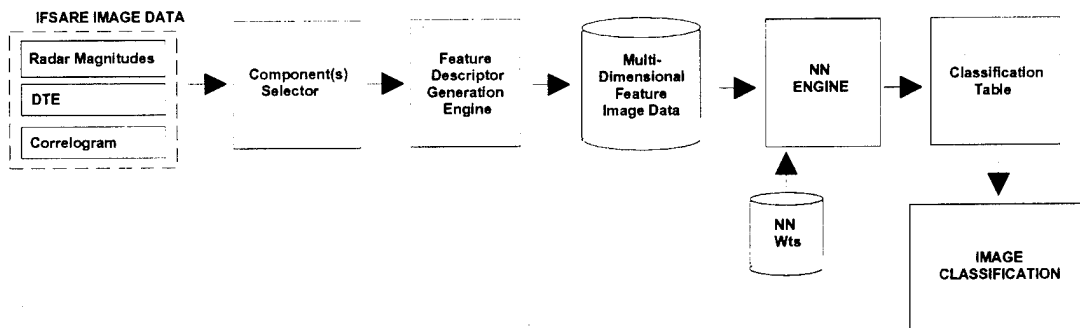 IFSARE IMAGE DATA
Radar Magnitudes
DTE
Correlogram
Component(s)
Selector
Feature
Descriptor
Generation
Engine
Multi-
Dimensional
Feature
Image Data
NN
ENGINE
Classification
Table
NN
Wts
IMAGE
CLASSIFICATION